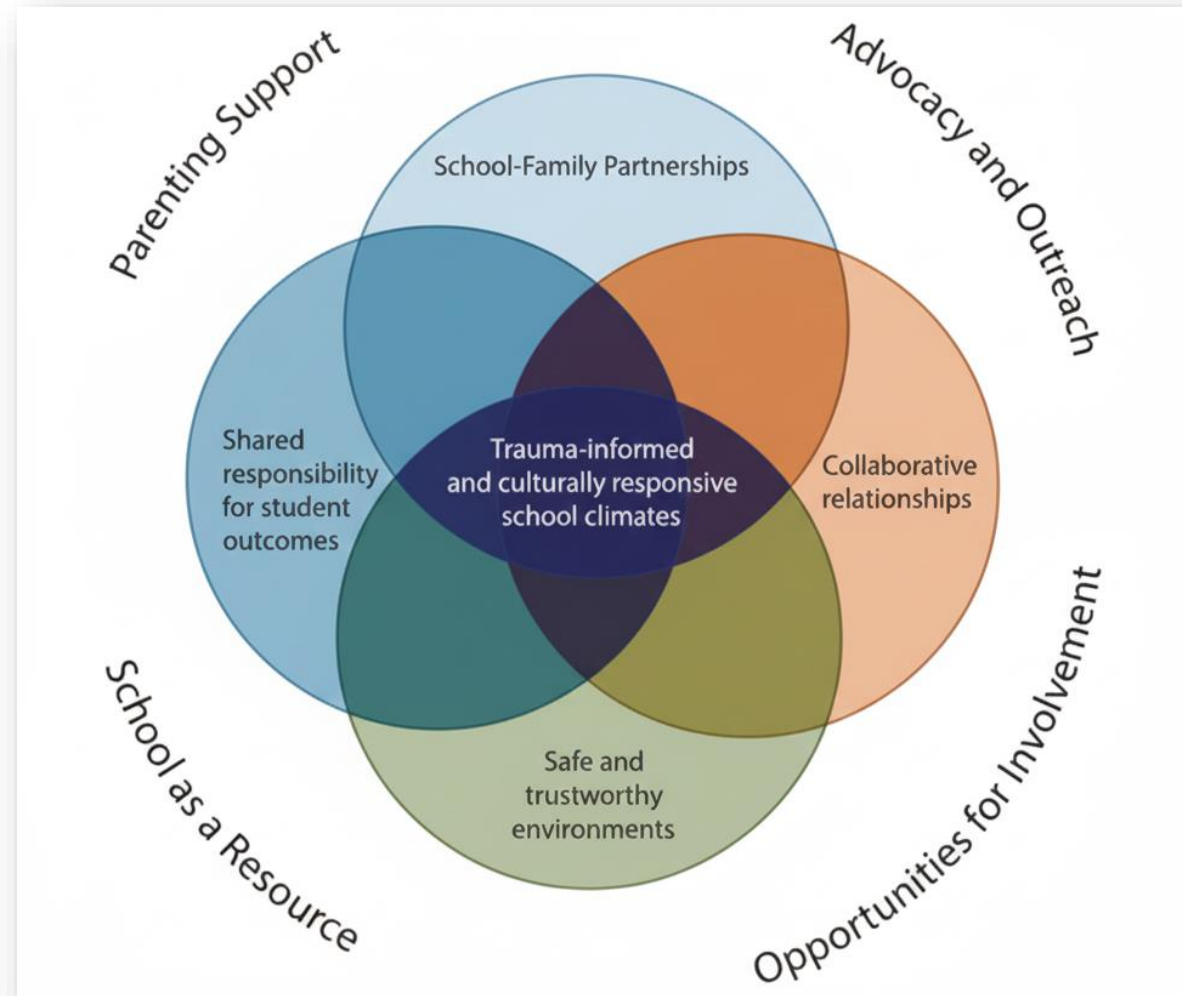 Parenting Support
Advocacy and Outreach
School-Family Partnerships
Shared
responsibility
for student
outcomes
Trauma-informed
and culturally responsive
school climates
Collaborative
relationships
Safe and
trustworthy
environments
School as a Resource
Opportunities for Involvement